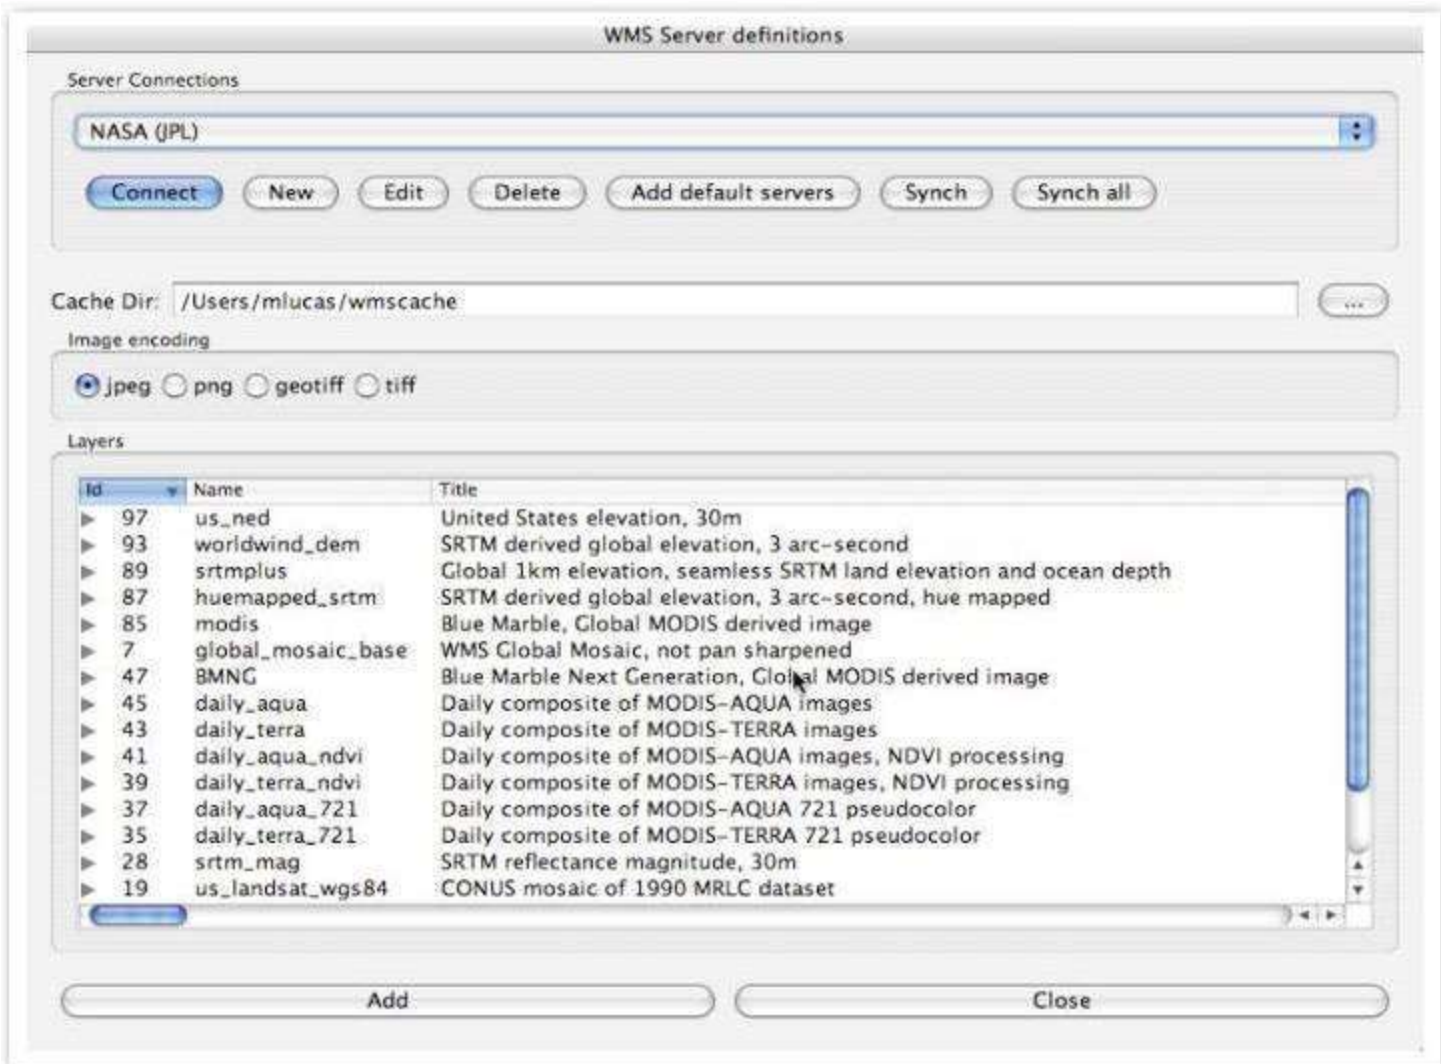 WMS Server definitions
Server Connections
NASA (JPL)
Connect New Edit Delete Add default servers Synch Synch all
Cache Dir: /Users/mlucas/wmscache ...
Image encoding
jpeg png geotiff tiff
Layers
Id Name Title
97 us_ned United States elevation, 30m
93 worldwind_dem SRTM derived global elevation, 3 arc-second
89 srtmplus Global 1km elevation, seamless SRTM land elevation and ocean depth
87 huemapped_srtm SRTM derived global elevation, 3 arc-second, hue mapped
85 modis Blue Marble, Global MODIS derived image
7 global_mosaic_base WMS Global Mosaic, not pan sharpened
47 BMNG Blue Marble Next Generation, Global MODIS derived image
45 daily_aqua Daily composite of MODIS-AQUA images
43 daily_terra Daily composite of MODIS-TERRA images
41 daily_aqua_ndvi Daily composite of MODIS-AQUA images, NDVI processing
39 daily_terra_ndvi Daily composite of MODIS-TERRA images, NDVI processing
37 daily_aqua_721 Daily composite of MODIS-AQUA 721 pseudocolor
35 daily_terra_721 Daily composite of MODIS-TERRA 721 pseudocolor
28 srtm_mag SRTM reflectance magnitude, 30m
19 us_landsat_wgs84 CONUS mosaic of 1990 MRLC dataset
Add Close